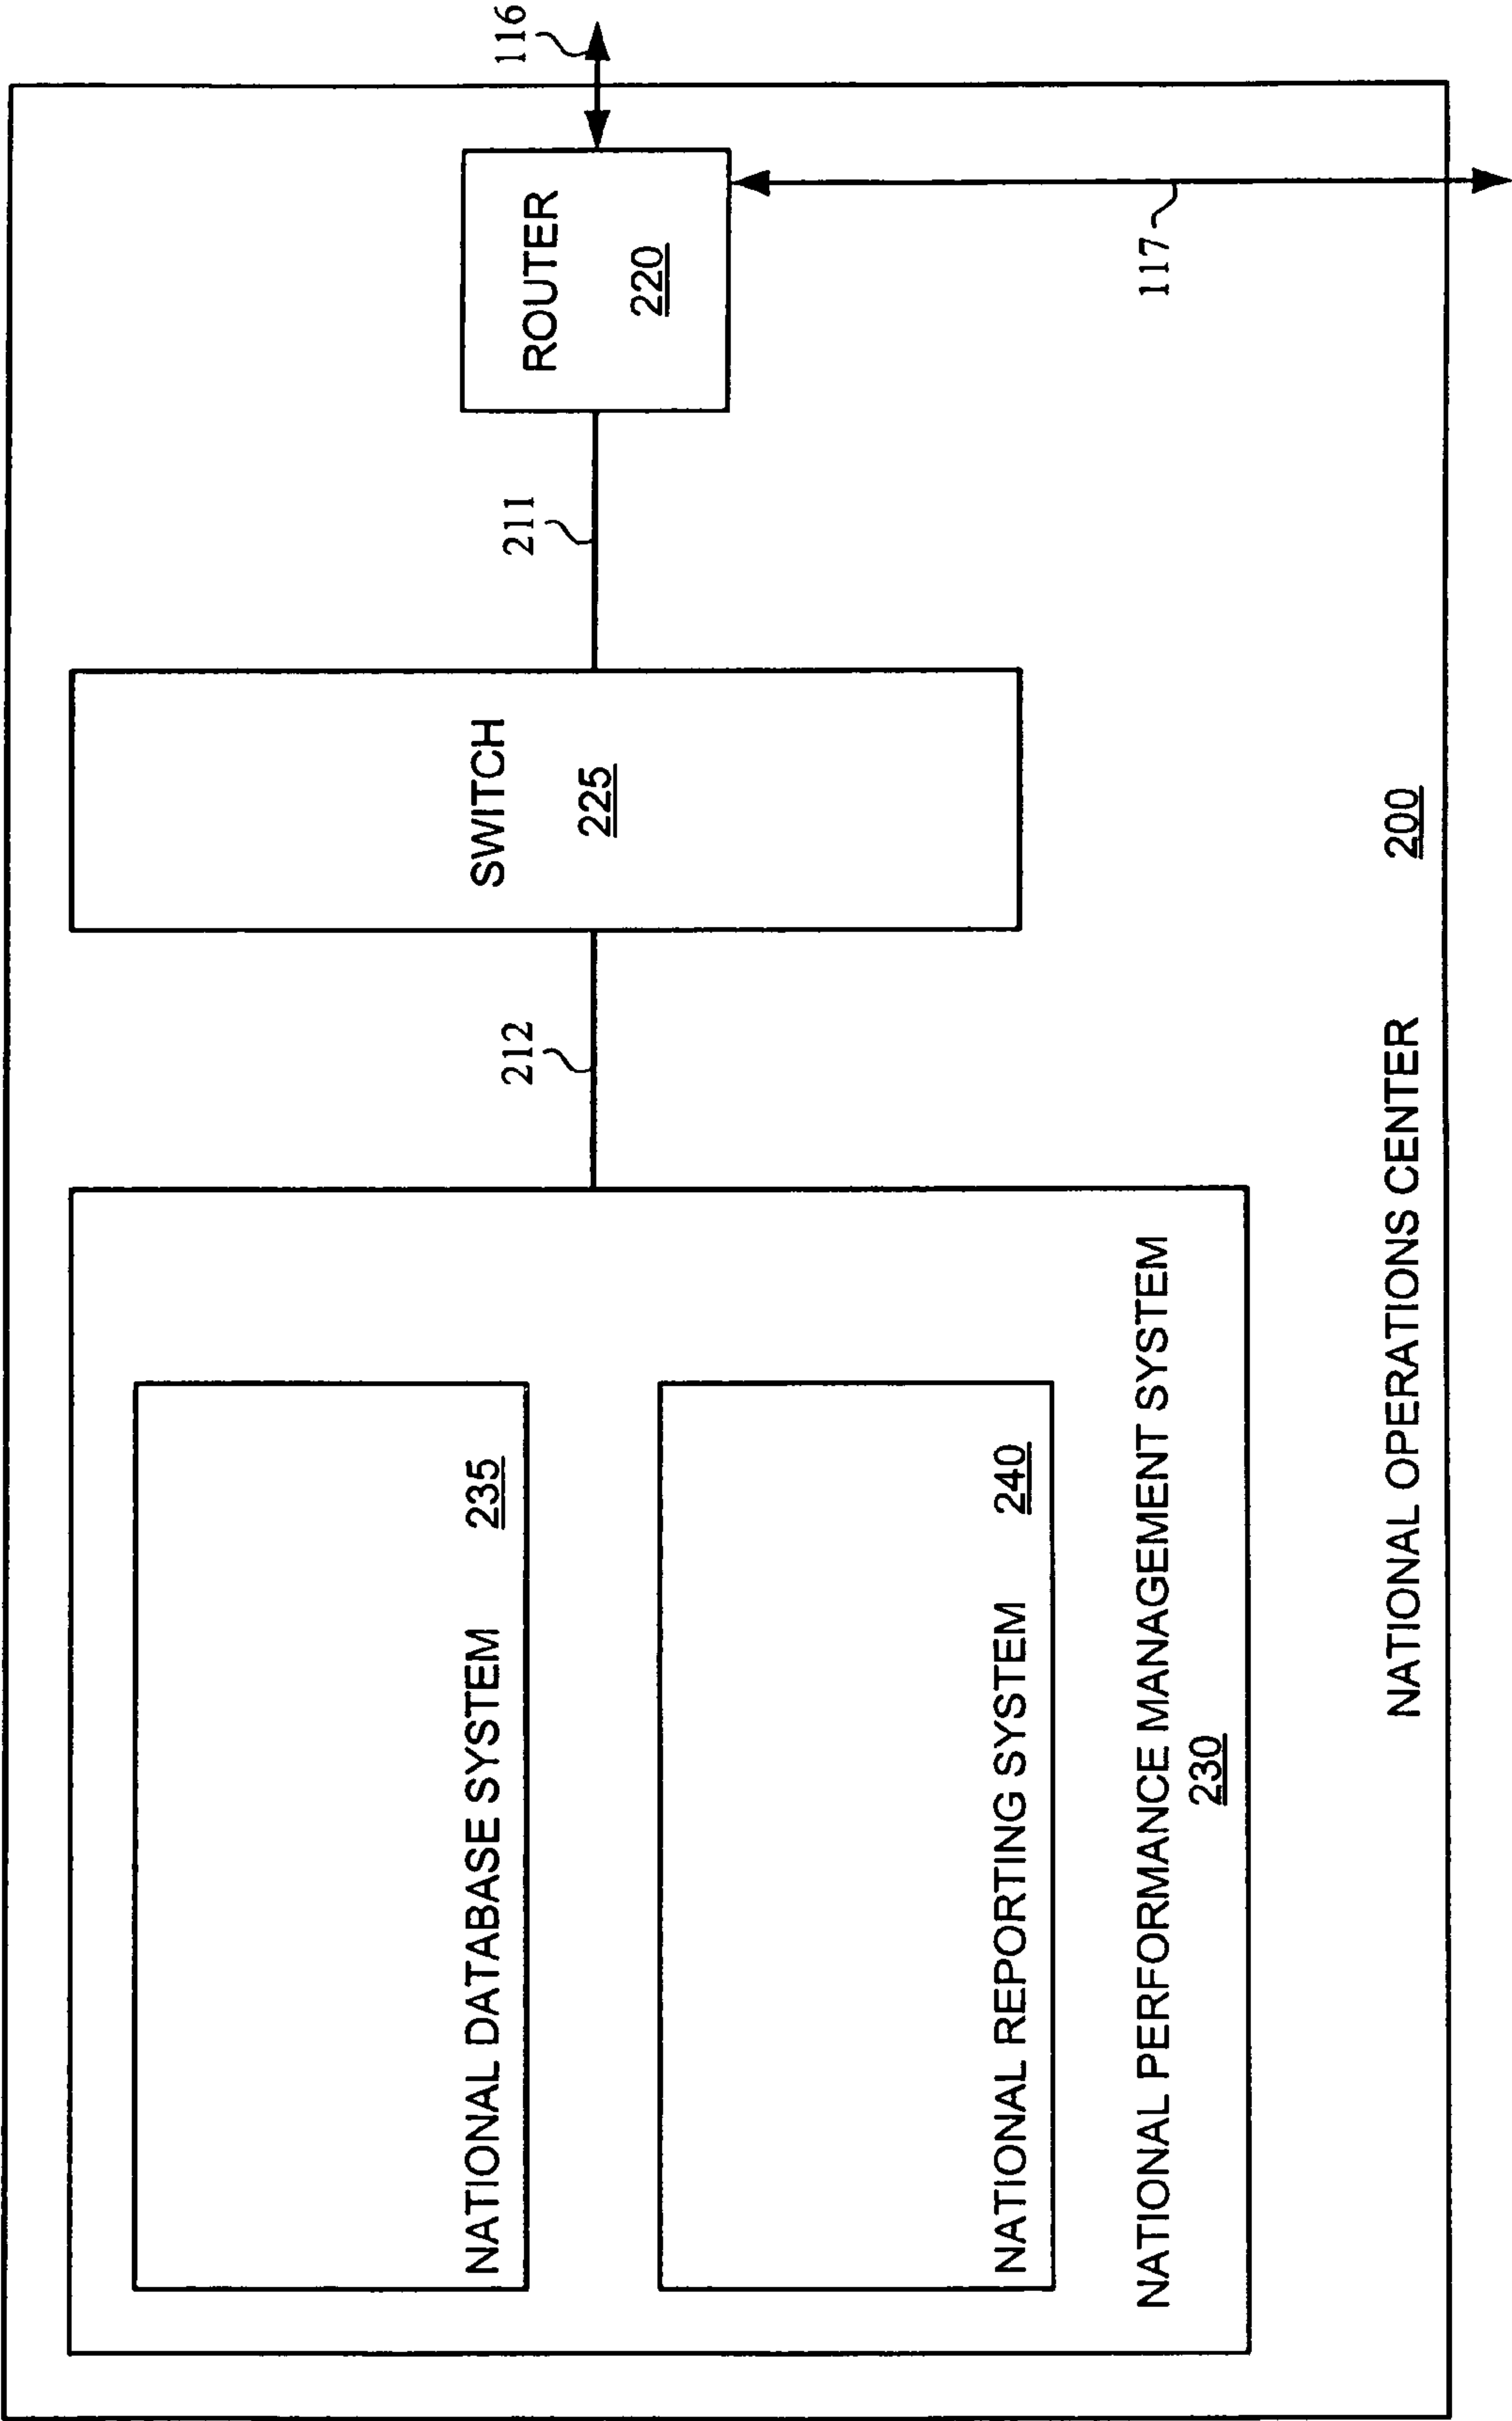 NATIONAL DATABASE SYSTEM 235
NATIONAL REPORTING SYSTEM 240
NATIONAL PERFORMANCE MANAGEMENT SYSTEM
230
212
SWITCH
225
211
ROUTER
220
116
117
NATIONAL OPERATIONS CENTER 200